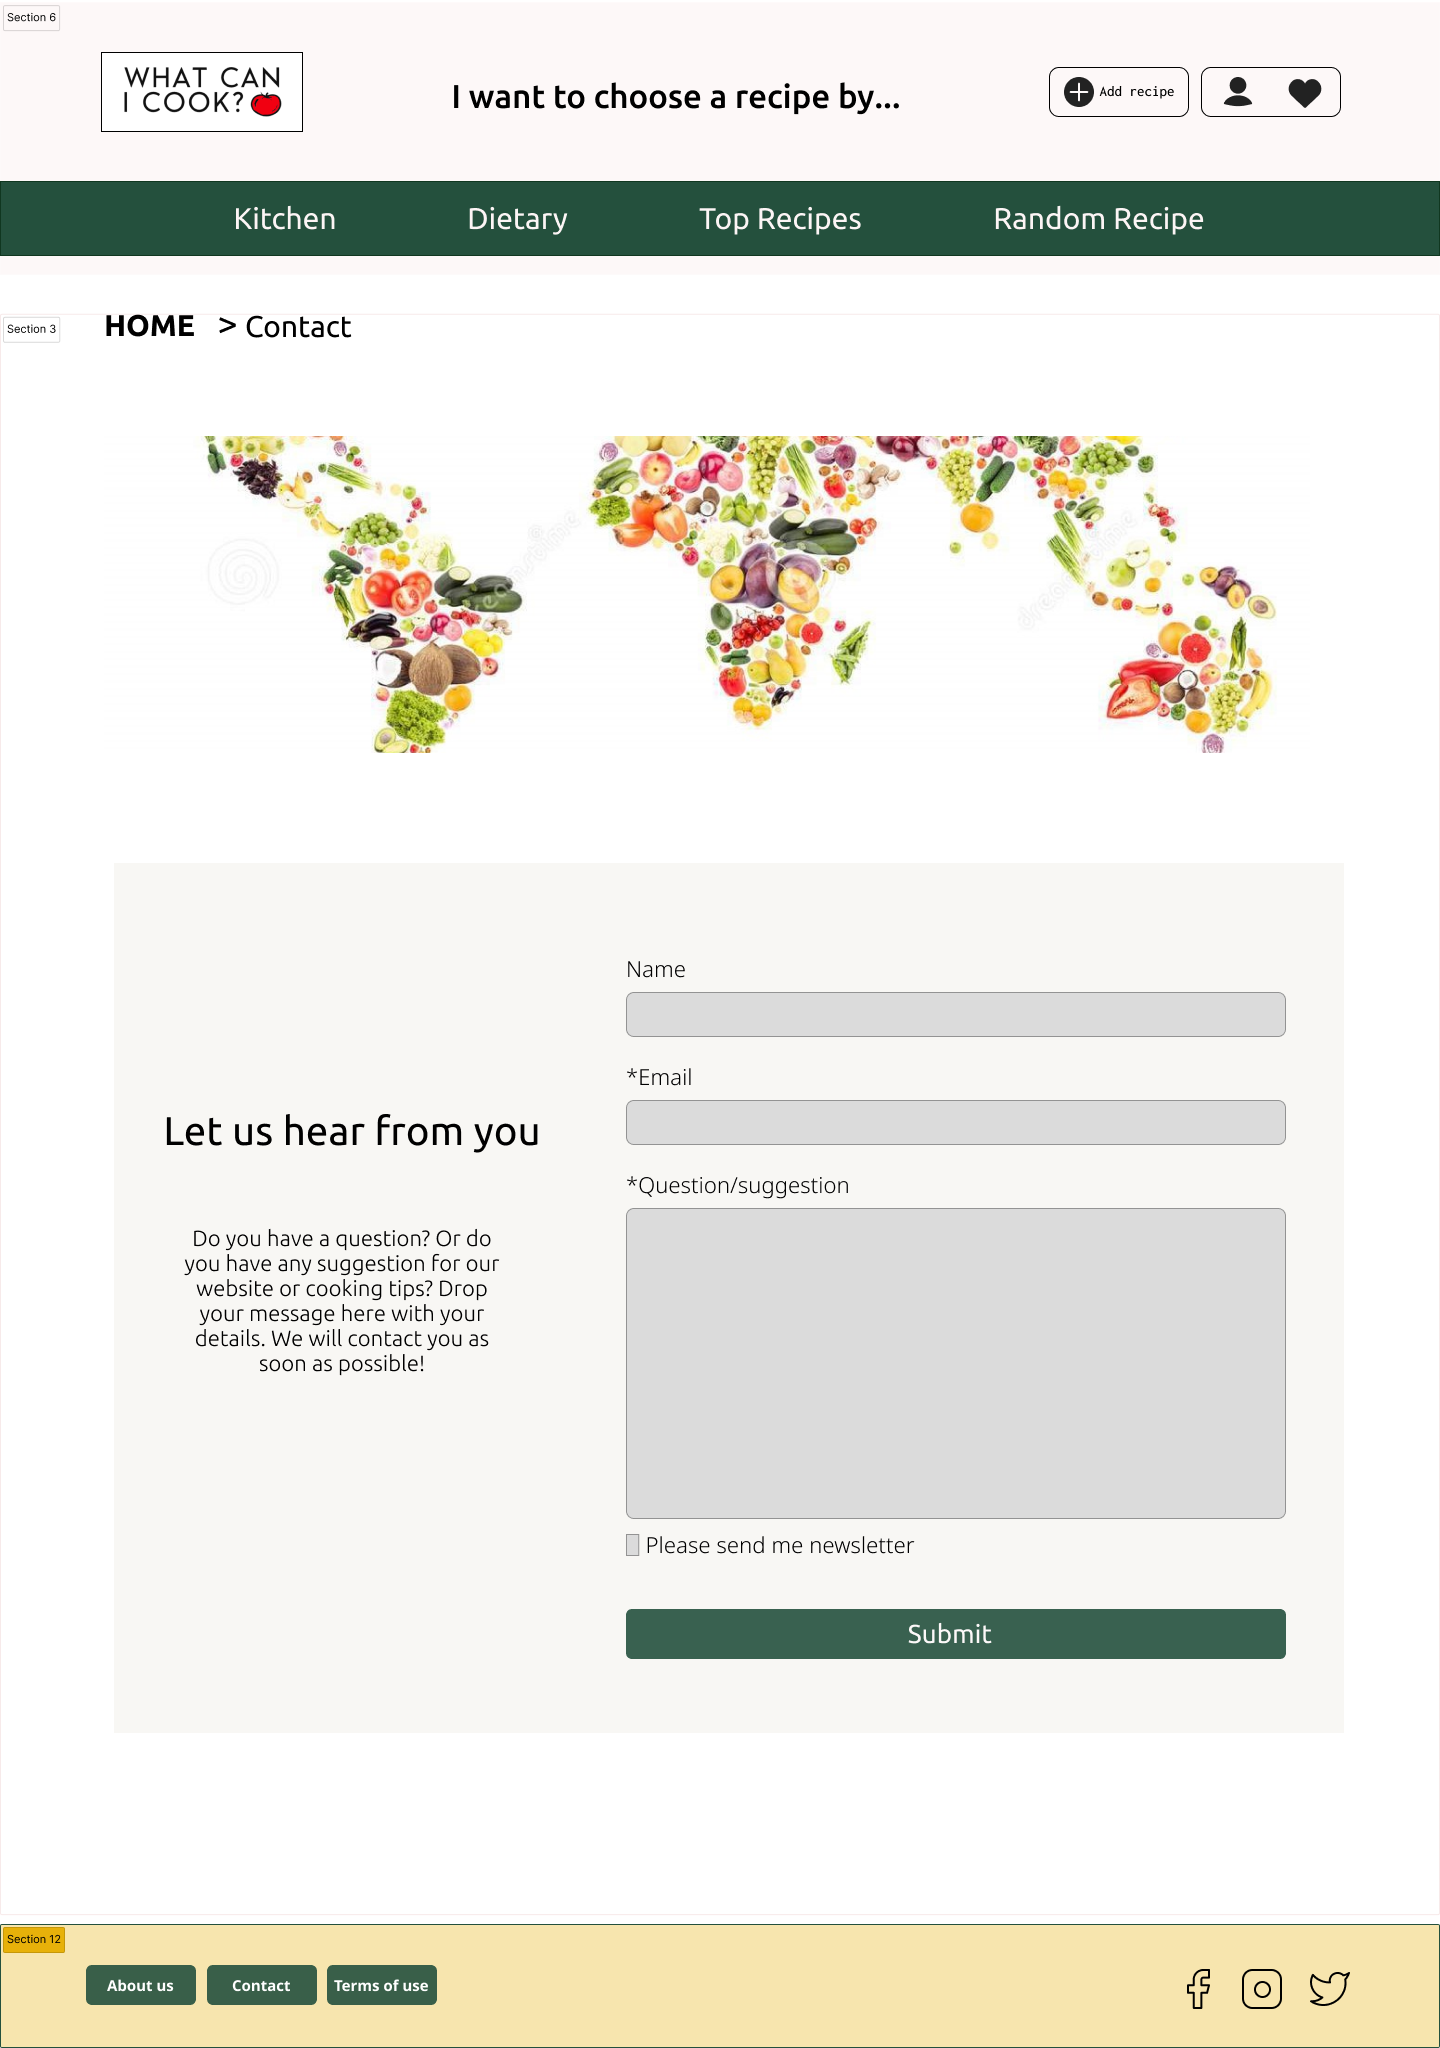 Section 6
WHAT CAN
I COOK?
I want to choose a recipe by...
Add recipe
Kitchen Dietary Top Recipes Random Recipe
Section 3
HOME > Contact
dreamstime
dreamstime
Name
*Email
Let us hear from you
*Question/suggestion
Do you have a question? Or do
you have any suggestion for our
website or cooking tips? Drop
your message here with your
details. We will contact you as
soon as possible!
Please send me newsletter
Submit
Section 12
About us Contact Terms of use